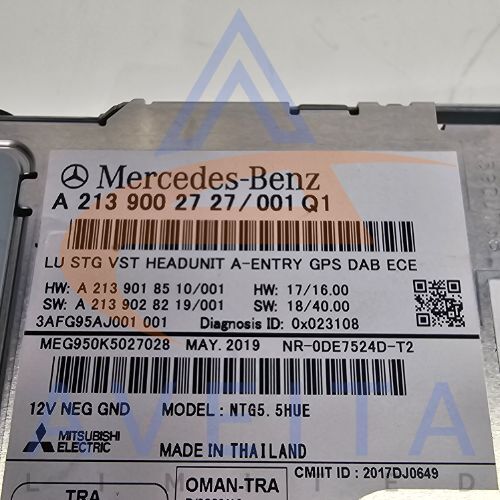 Mercedes-Benz
A 213 900 27 27/001 Q1
LU STG VST HEADUNIT A-ENTRY GPS DAB ECE
HW: A 213 901 85 10/001 HW: 17/16.00
SW: A 213 902 82 19/001 SW: 18/40.00
3AFG95AJ001 001 Diagnosis ID: 0x023108
MEG950K5027028 MAY. 2019 NR-0DE7524D-T2
12V NEG GND MODEL: NTG5.5HUE
MITSUBISHI
ELECTRIC
MADE IN THAILAND
CMIIT ID : 2017DJ0649
OMAN-TRA
TRA
AVEITA
LIMITED